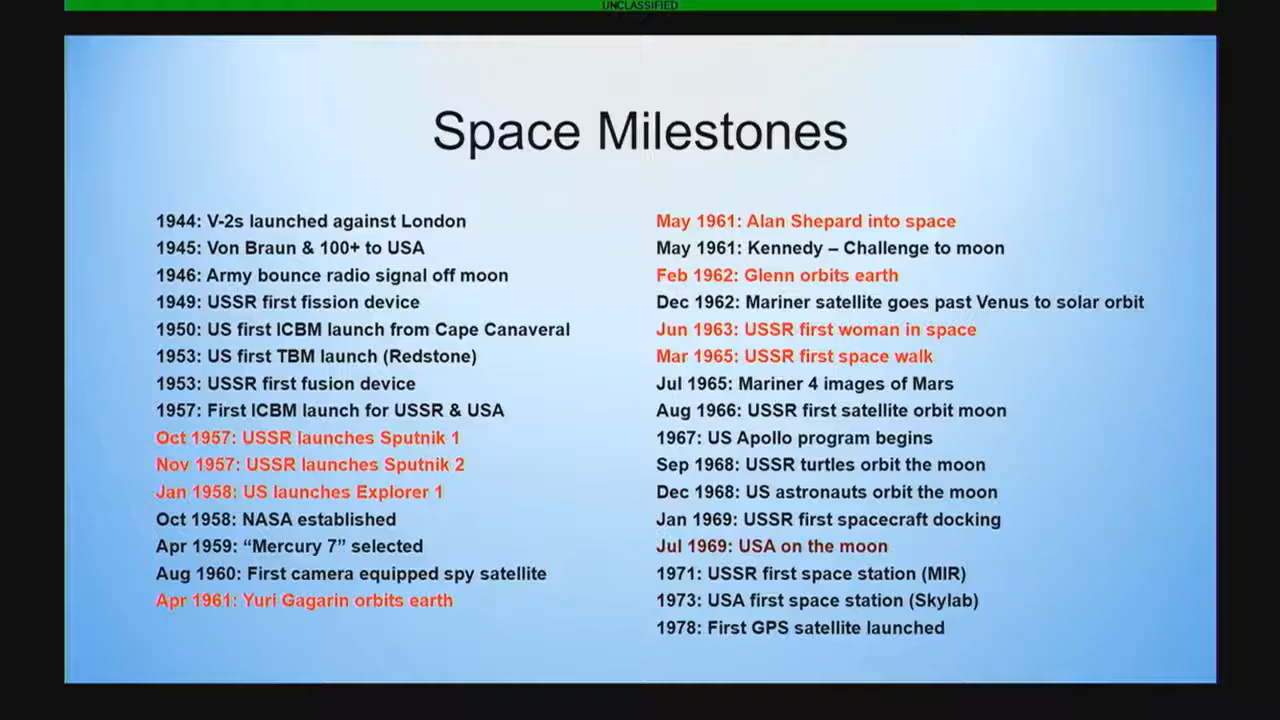 UNCLASSIFIED
Space Milestones
1944: V-2s launched against London
1945: Von Braun & 100+ to USA
1946: Army bounce radio signal off moon
1949: USSR first fission device
1950: US first ICBM launch from Cape Canaveral
1953: US first TBM launch (Redstone)
1953: USSR first fusion device
1957: First ICBM launch for USSR & USA
Oct 1957: USSR launches Sputnik 1
Nov 1957: USSR launches Sputnik 2
Jan 1958: US launches Explorer 1
Oct 1958: NASA established
Apr 1959: “Mercury 7” selected
Aug 1960: First camera equipped spy satellite
Apr 1961: Yuri Gagarin orbits earth
May 1961: Alan Shepard into space
May 1961: Kennedy – Challenge to moon
Feb 1962: Glenn orbits earth
Dec 1962: Mariner satellite goes past Venus to solar orbit
Jun 1963: USSR first woman in space
Mar 1965: USSR first space walk
Jul 1965: Mariner 4 images of Mars
Aug 1966: USSR first satellite orbit moon
1967: US Apollo program begins
Sep 1968: USSR turtles orbit the moon
Dec 1968: US astronauts orbit the moon
Jan 1969: USSR first spacecraft docking
Jul 1969: USA on the moon
1971: USSR first space station (MIR)
1973: USA first space station (Skylab)
1978: First GPS satellite launched